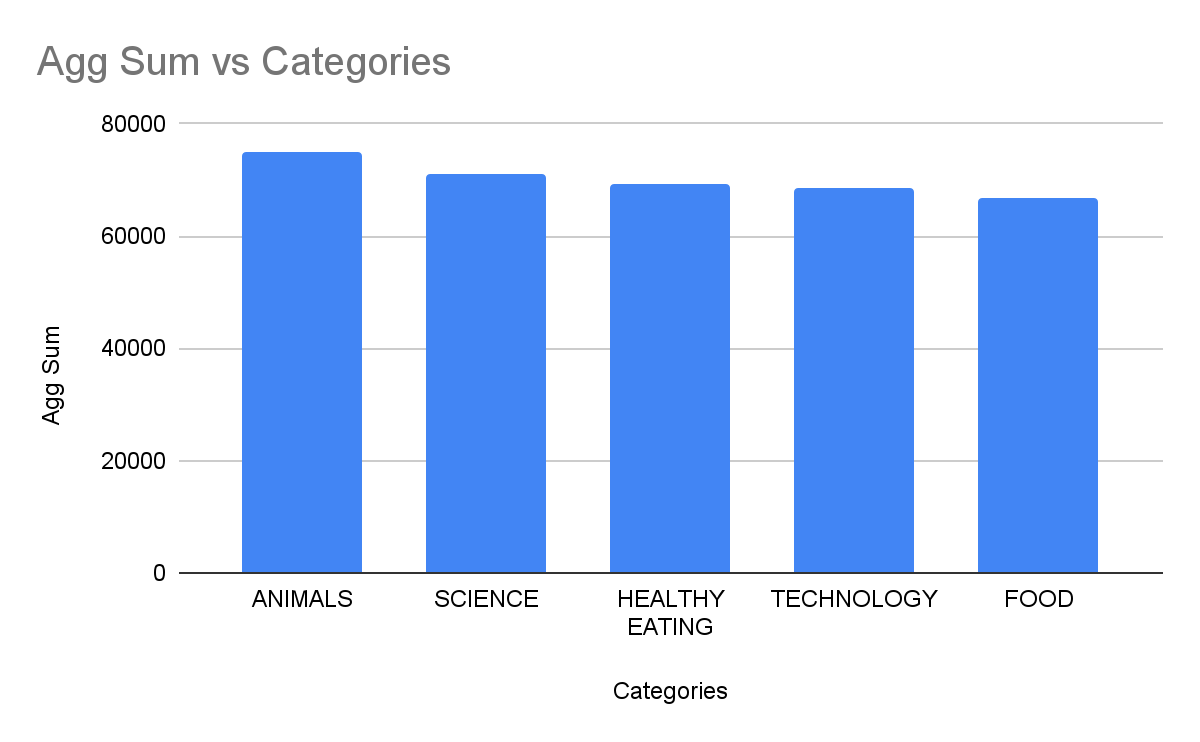 Agg Sum vs Categories
80000
60000
40000
20000
0
Agg Sum
ANIMALS
SCIENCE
HEALTHY
EATING
TECHNOLOGY
FOOD
Categories